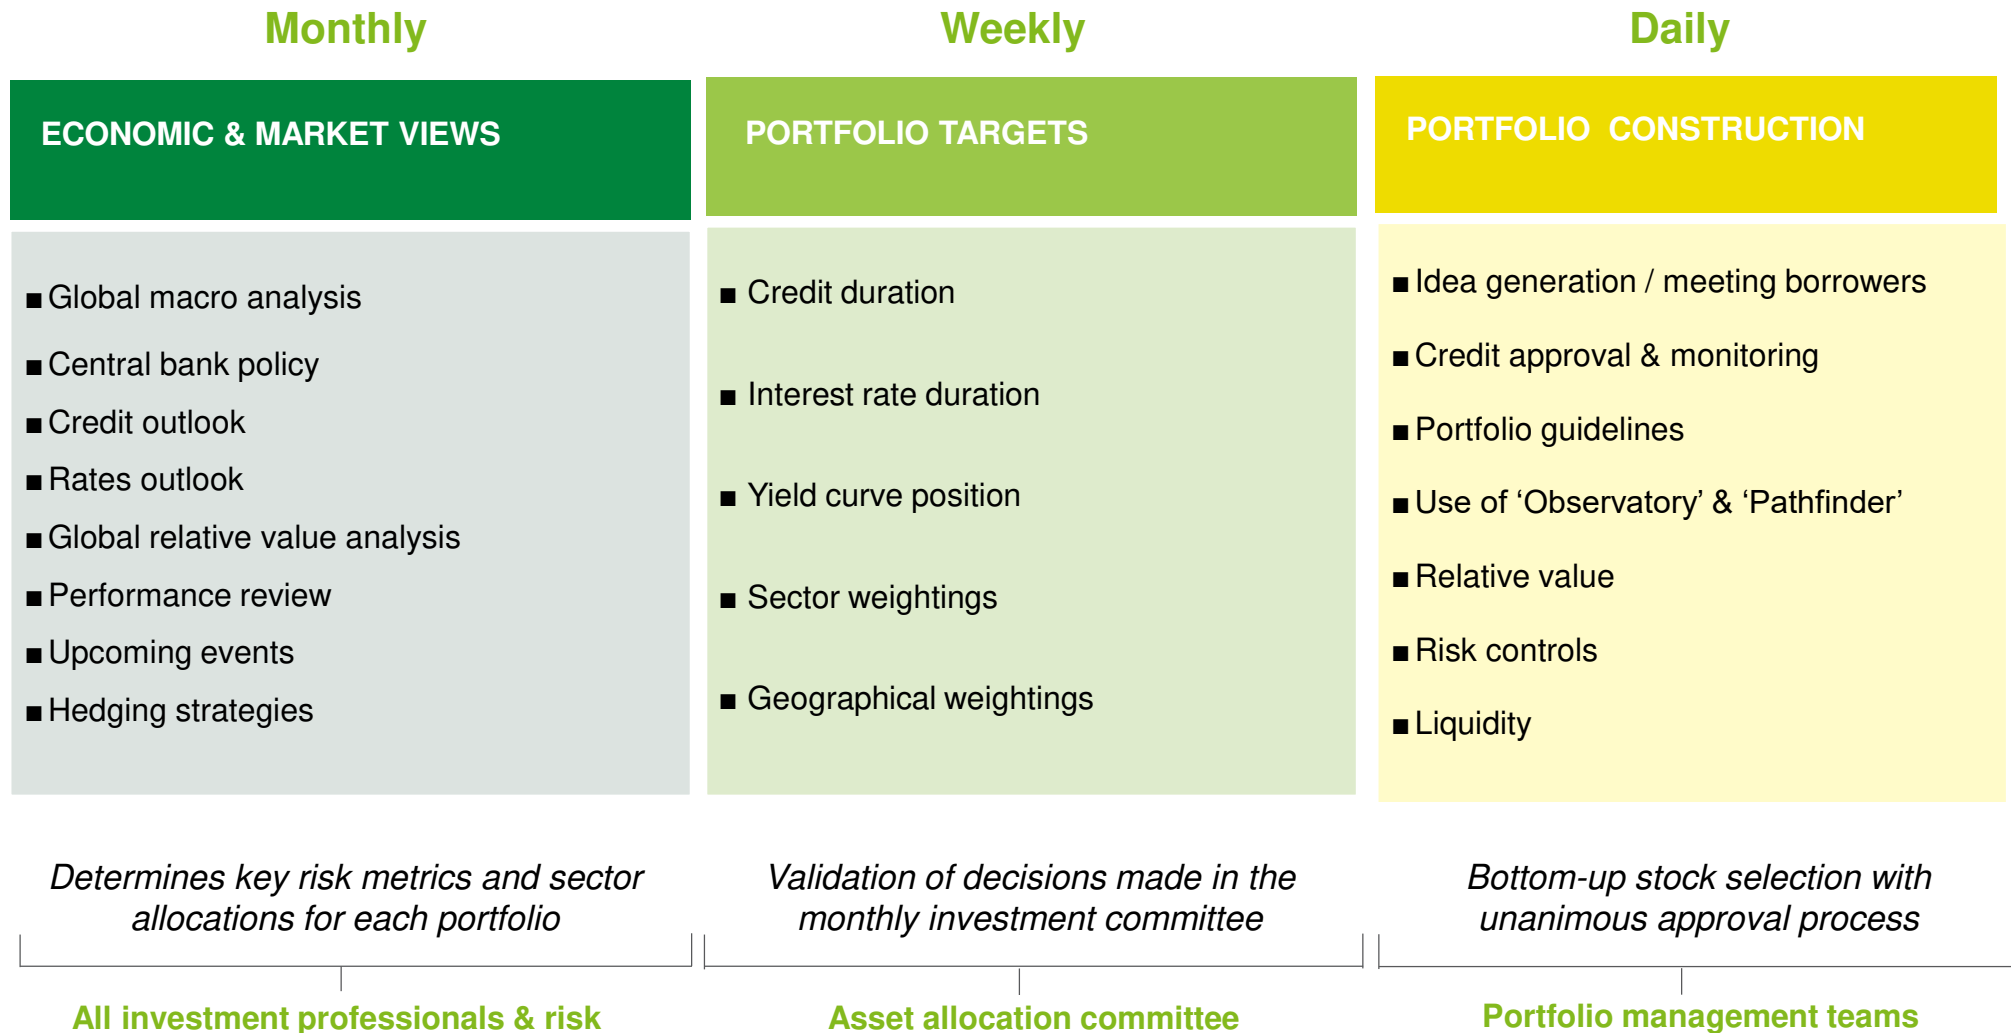 Monthly
Weekly
Daily
ECONOMIC & MARKET VIEWS
PORTFOLIO TARGETS
PORTFOLIO CONSTRUCTION
■ Global macro analysis
■ Central bank policy
■ Credit outlook
■ Rates outlook
■ Global relative value analysis
■ Performance review
■ Upcoming events
■ Hedging strategies
■ Credit duration
■ Interest rate duration
■ Yield curve position
■ Sector weightings
■ Geographical weightings
■ Idea generation / meeting borrowers
■ Credit approval & monitoring
■ Portfolio guidelines
■ Use of ‘Observatory’ & ‘Pathfinder’
■ Relative value
■ Risk controls
■ Liquidity
Determines key risk metrics and sector
allocations for each portfolio
Validation of decisions made in the
monthly investment committee
Bottom-up stock selection with
unanimous approval process
All investment professionals & risk
Asset allocation committee
Portfolio management teams